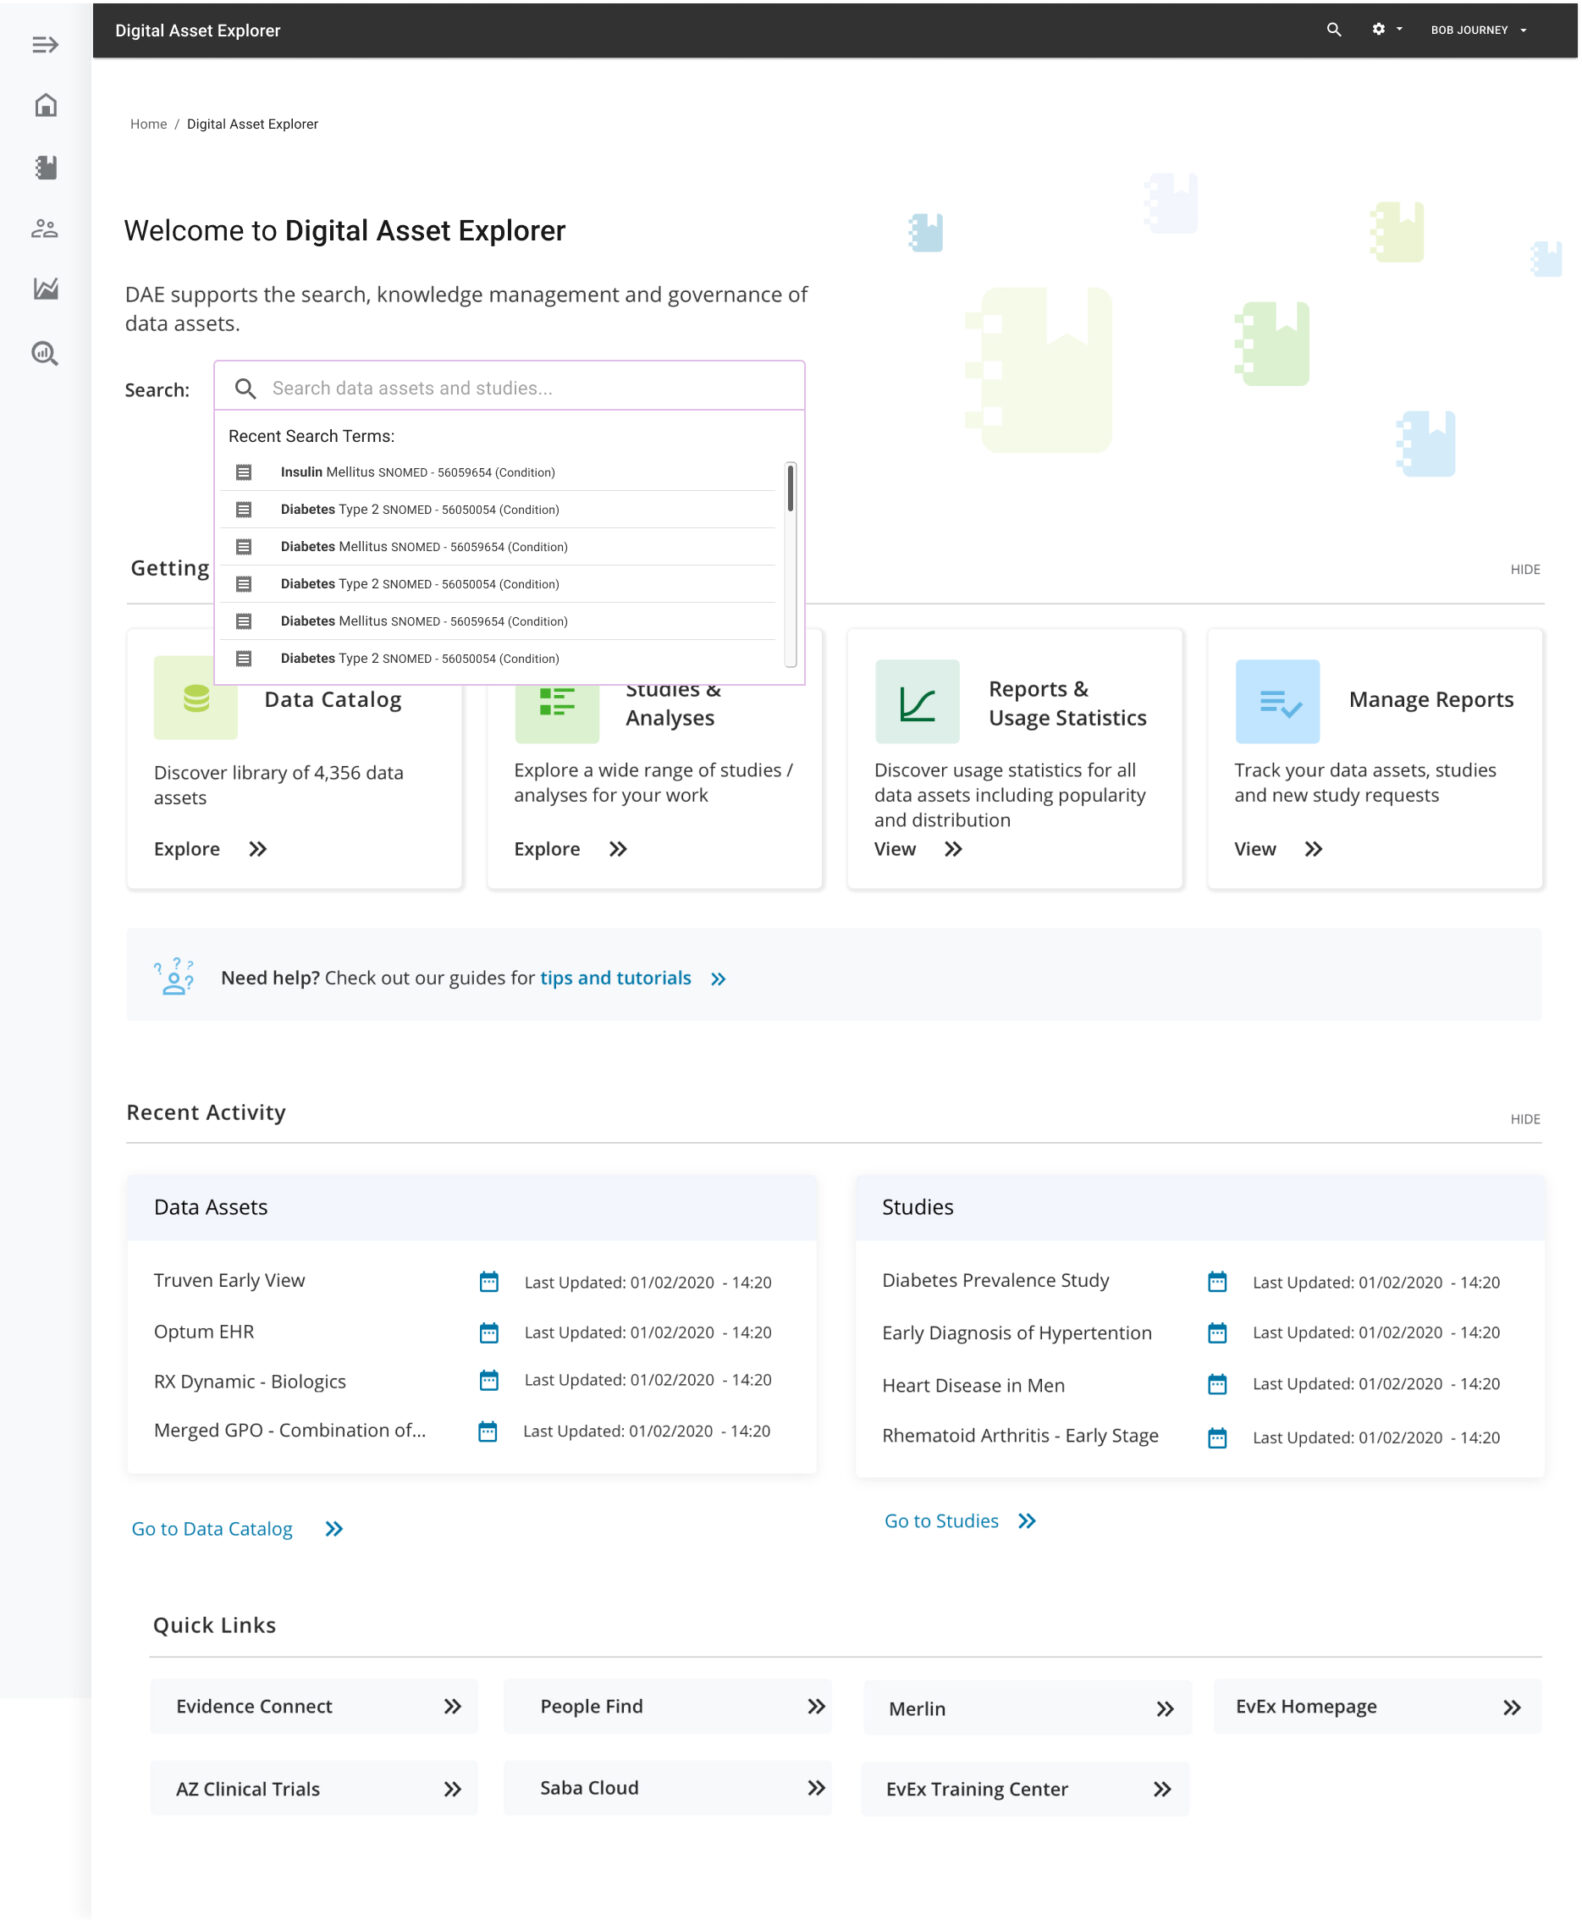 Digital Asset Explorer
BOB JOURNEY
Home / Digital Asset Explorer
Welcome to Digital Asset Explorer
DAE supports the search, knowledge management and governance of
data assets.
Search:
Search data assets and studies...
Recent Search Terms:
Insulin Mellitus SNOMED - 56059654 (Condition)
Diabetes Type 2 SNOMED - 56050054 (Condition)
Diabetes Mellitus SNOMED - 56059654 (Condition)
Diabetes Type 2 SNOMED - 56050054 (Condition)
Diabetes Mellitus SNOMED - 56059654 (Condition)
Diabetes Type 2 SNOMED - 56050054 (Condition)
Getting
HIDE
Data Catalog
Discover library of 4,356 data
assets
Explore
Studies &
Analyses
Explore a wide range of studies /
analyses for your work
Explore
Reports &
Usage Statistics
Discover usage statistics for all
data assets including popularity
and distribution
View
Manage Reports
Track your data assets, studies
and new study requests
View
Need help? Check out our guides for tips and tutorials
Recent Activity
HIDE
Data Assets
Truven Early View Last Updated: 01/02/2020 - 14:20
Optum EHR Last Updated: 01/02/2020 - 14:20
RX Dynamic - Biologics Last Updated: 01/02/2020 - 14:20
Merged GPO - Combination of... Last Updated: 01/02/2020 - 14:20
Go to Data Catalog
Studies
Diabetes Prevalence Study Last Updated: 01/02/2020 - 14:20
Early Diagnosis of Hypertention Last Updated: 01/02/2020 - 14:20
Heart Disease in Men Last Updated: 01/02/2020 - 14:20
Rhematoid Arthritis - Early Stage Last Updated: 01/02/2020 - 14:20
Go to Studies
Quick Links
Evidence Connect
People Find
Merlin
EvEx Homepage
AZ Clinical Trials
Saba Cloud
EvEx Training Center